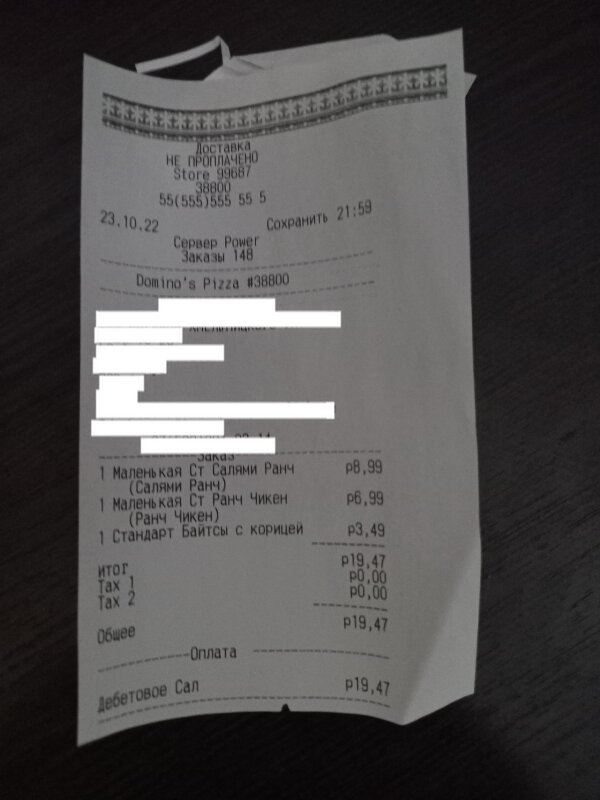 Доставка
НЕ ПРОПЛАЧЕНО
Store 99687
38800
55(555)555 55 5
23.10.22 Сохранить 21:59
Сервер Power
Заказы 148
Domino's Pizza #38800
Заказ
1 Маленькая Ст Салями Ранч р8,99
(Салями Ранч)
1 Маленькая Ст Ранч Чикен р6,99
(Ранч Чикен)
1 Стандарт Байтсы с корицей р3,49
итог р19,47
Tax 1 р0,00
Tax 2 р0,00
Общее р19,47
Оплата
Дебетовое Сал р19,47